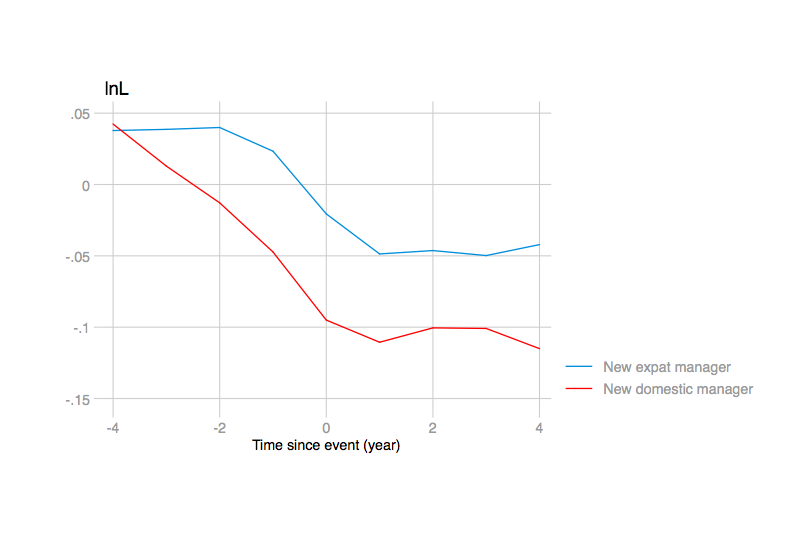 lnL
.05
0
-.05
-.1
-.15
-4 -2 0 2 4
Time since event (year)
New expat manager
New domestic manager